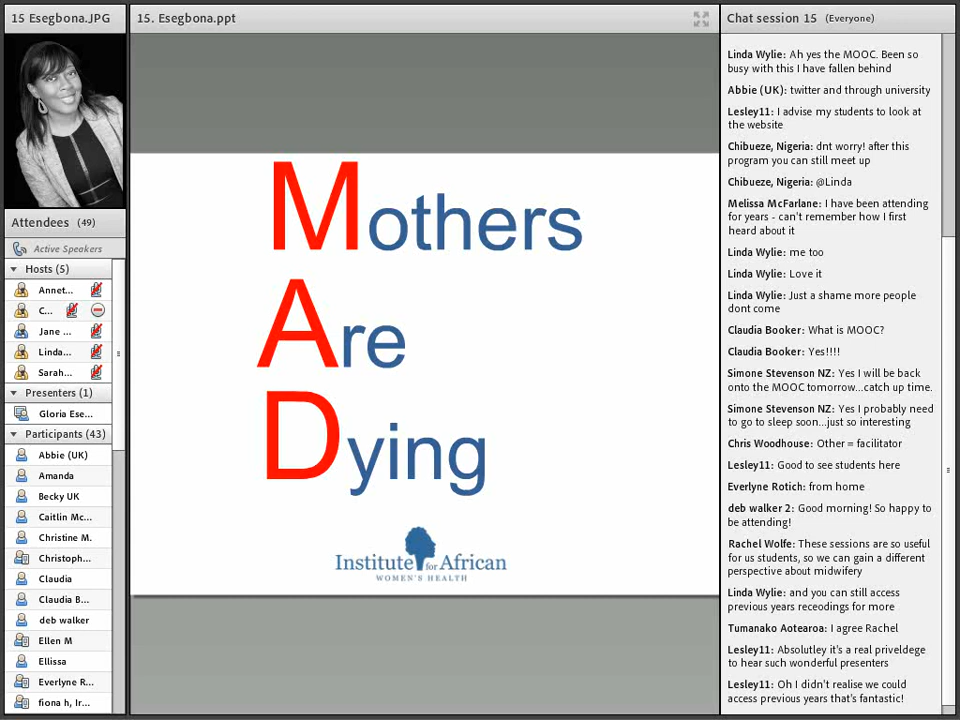 15 Esegbona.JPG
Attendees (49)
Active Speakers
Hosts (5)
Annet...
C...
Jane ...
Linda...
Sarah...
Presenters (1)
Gloria Ese...
Participants (43)
Abbie (UK)
Amanda
Becky UK
Caitlin Mc...
Christine M.
Christoph...
Claudia
Claudia B...
deb walker
Ellen M
Ellissa
Everlyne R...
fiona h, Ir...
15. Esegbona.ppt
Mothers
Are
Dying
Institute for African
WOMEN'S HEALTH
Chat session 15 (Everyone)
Linda Wylie: Ah yes the MOOC. Been so
busy with this I have fallen behind
Abbie (UK): twitter and through university
Lesley11: I advise my students to look at
the website
Chibueze, Nigeria: dnt worry! after this
program you can still meet up
Chibueze, Nigeria: @Linda
Melissa McFarlane: I have been attending
for years - can't remember how I first
heard about it
Linda Wylie: me too
Linda Wylie: Love it
Linda Wylie: Just a shame more people
dont come
Claudia Booker: What is MOOC?
Claudia Booker: Yes!!!!
Simone Stevenson NZ: Yes I will be back
onto the MOOC tomorrow...catch up time.
Simone Stevenson NZ: Yes I probably need
to go to sleep soon...just so interesting
Chris Woodhouse: Other = facilitator
Lesley11: Good to see students here
Everlyne Rotich: from home
deb walker 2: Good morning! So happy to
be attending!
Rachel Wolfe: These sessions are so useful
for us students, so we can gain a different
perspective about midwifery
Linda Wylie: and you can still access
previous years receodings for more
Tumanako Aotearoa: I agree Rachel
Lesley11: Absolutley it's a real priveldege
to hear such wonderful presenters
Lesley11: Oh I didn't realise we could
access previous years that's fantastic!